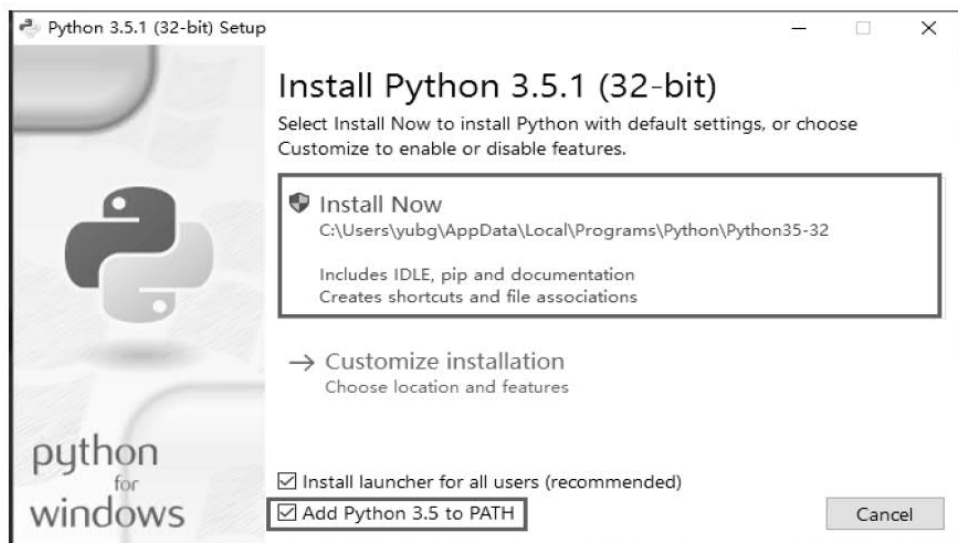 Python 3.5.1 (32-bit) Setup
Install Python 3.5.1 (32-bit)
Select Install Now to install Python with default settings, or choose
Customize to enable or disable features.
Install Now
C:\Users\yubg\AppData\Local\Programs\Python\Python35-32
Includes IDLE, pip and documentation
Creates shortcuts and file associations
Customize installation
Choose location and features
python
for
windows
Install launcher for all users (recommended)
Add Python 3.5 to PATH
Cancel